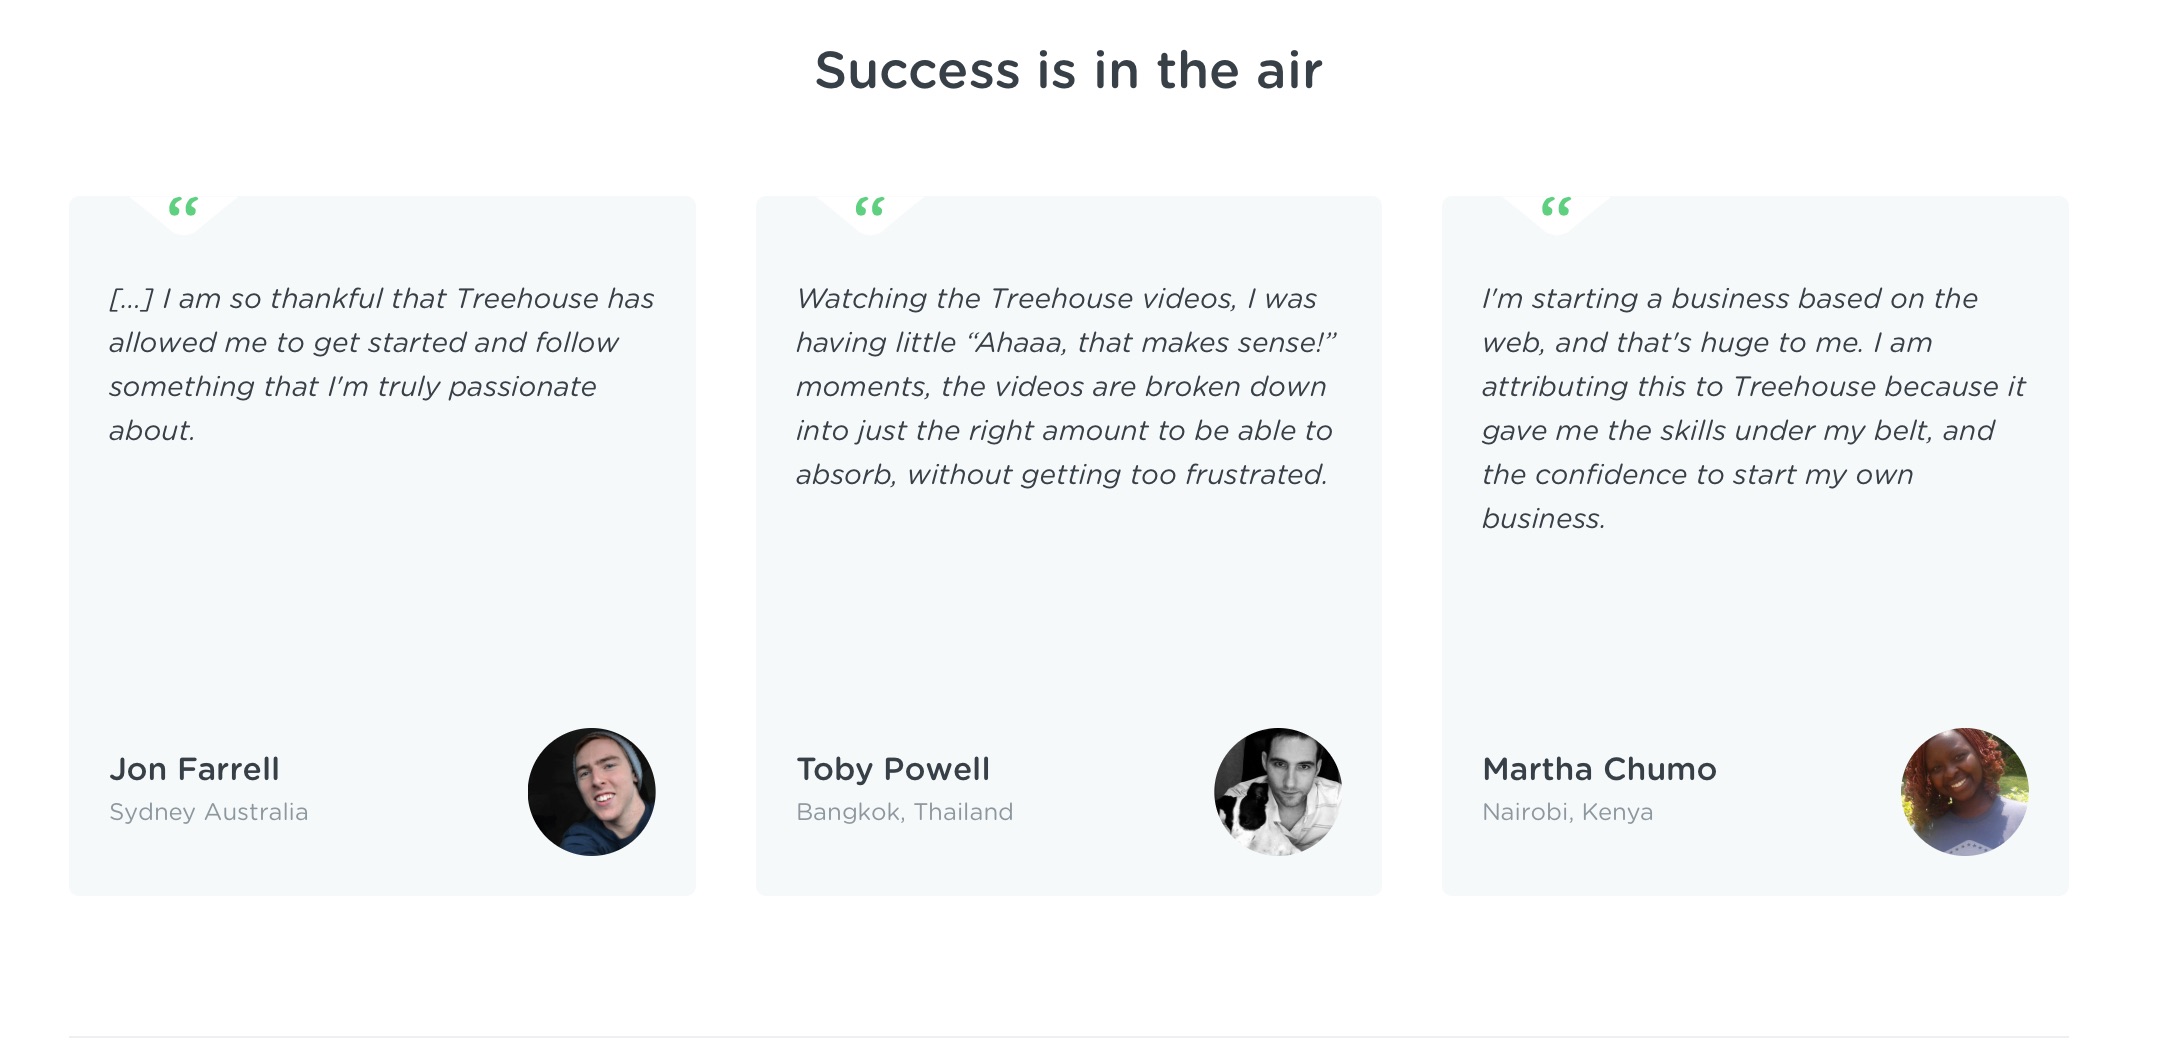 Success is in the air
“
[...] I am so thankful that Treehouse has
allowed me to get started and follow
something that I'm truly passionate
about.
Jon Farrell
Sydney Australia
“
Watching the Treehouse videos, I was
having little “Ahaaa, that makes sense!”
moments, the videos are broken down
into just the right amount to be able to
absorb, without getting too frustrated.
Toby Powell
Bangkok, Thailand
“
I'm starting a business based on the
web, and that's huge to me. I am
attributing this to Treehouse because it
gave me the skills under my belt, and
the confidence to start my own
business.
Martha Chumo
Nairobi, Kenya